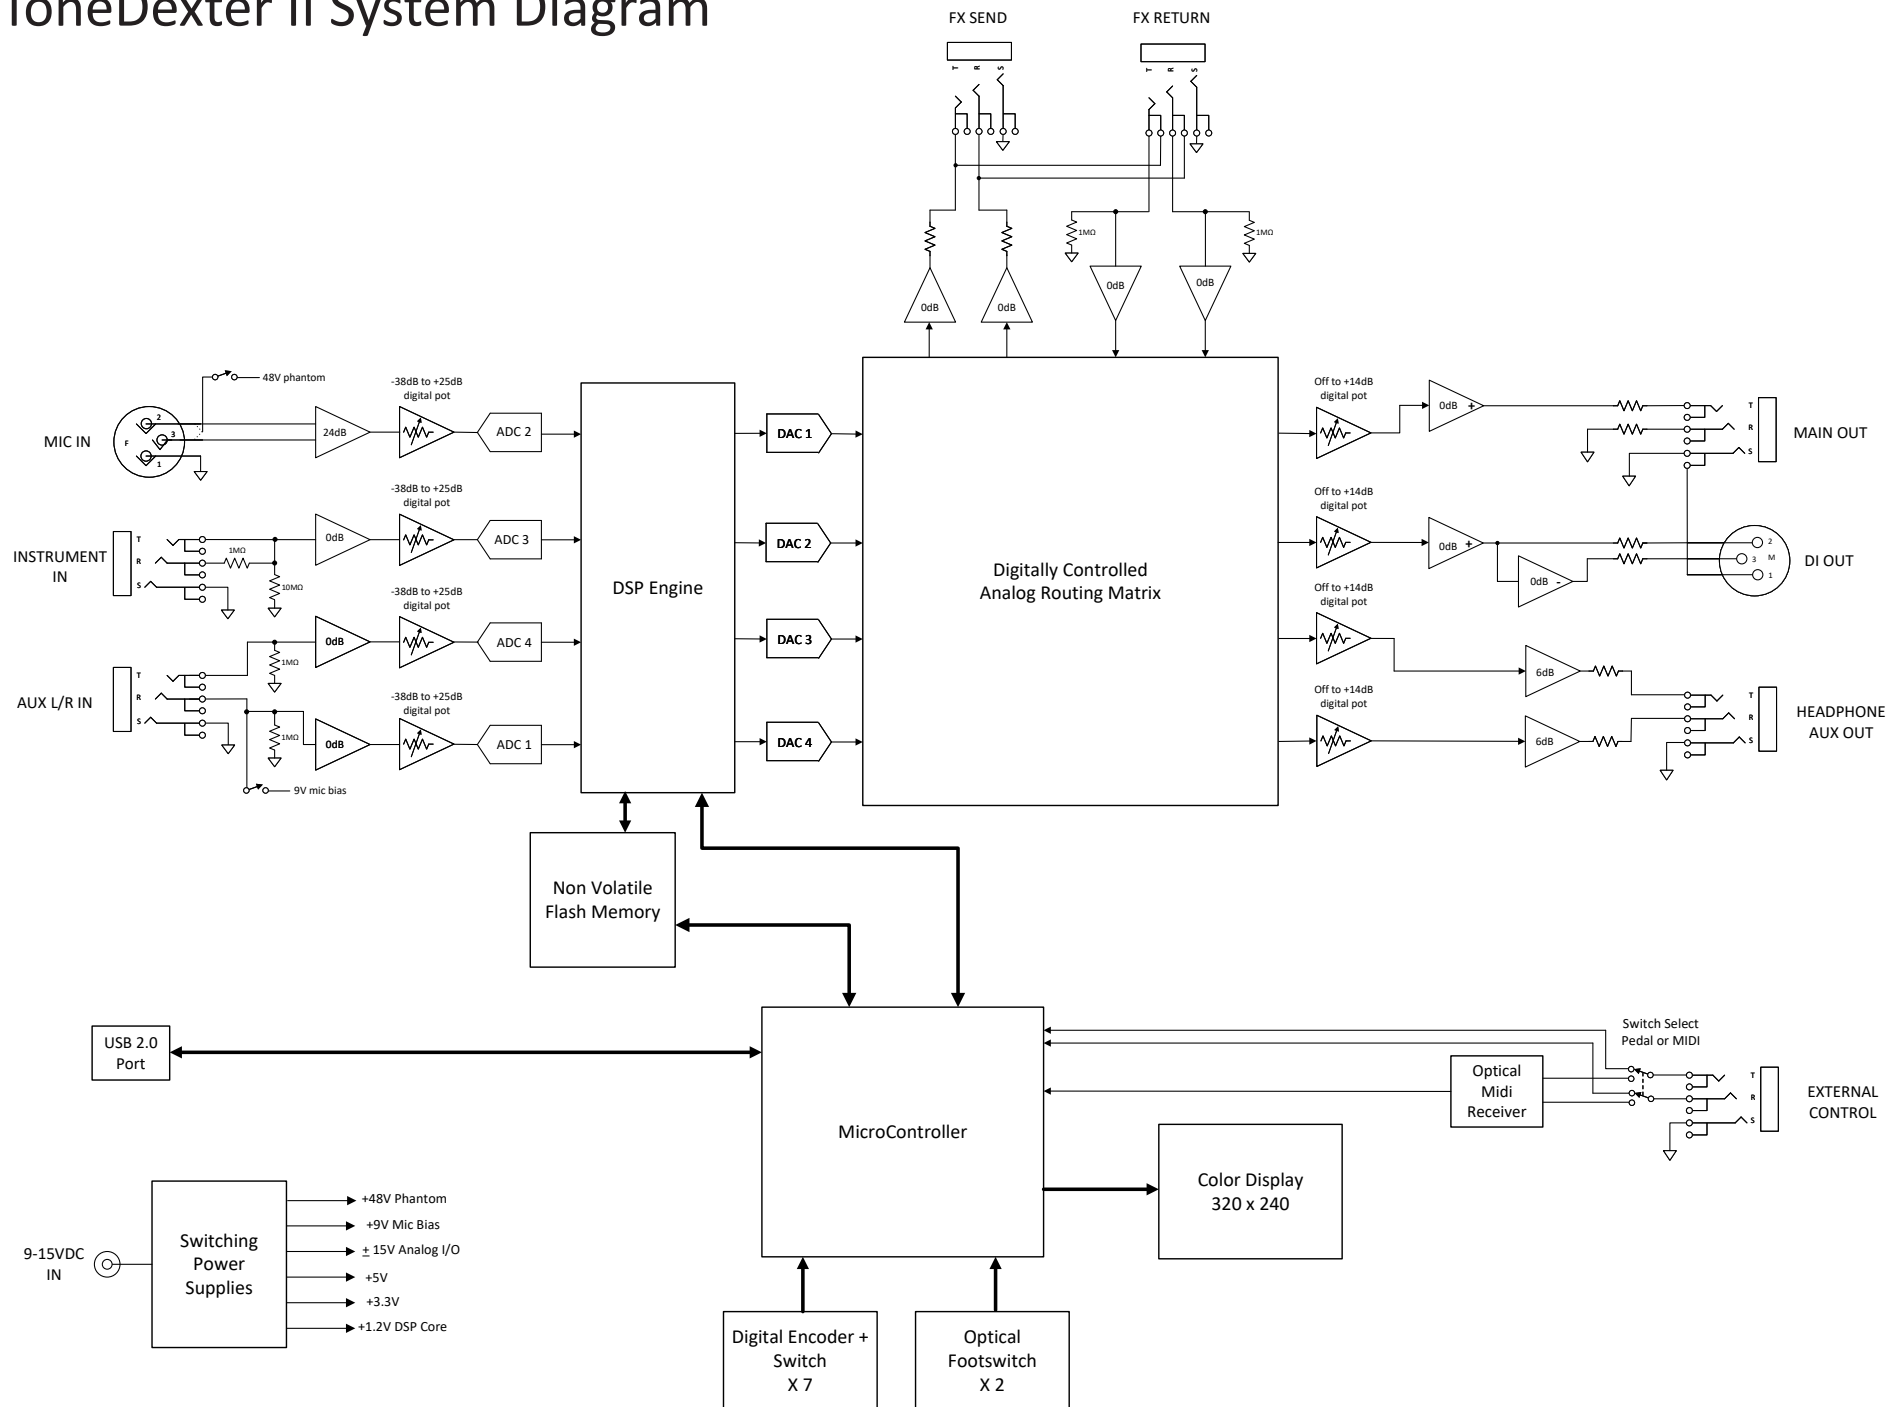 ToneDexter II System Diagram
FX SEND
FX RETURN
T R S
T R S
1MΩ
1MΩ
0dB
0dB
0dB
0dB
48V phantom
MIC IN
F
2
3
1
24dB
-38dB to +25dB
digital pot
ADC 2
INSTRUMENT
IN
T
R
S
1MΩ
10MΩ
0dB
-38dB to +25dB
digital pot
ADC 3
AUX L/R IN
T
R
S
1MΩ
1MΩ
9V mic bias
0dB
-38dB to +25dB
digital pot
ADC 4
0dB
-38dB to +25dB
digital pot
ADC 1
DSP Engine
DAC 1
DAC 2
DAC 3
DAC 4
Digitally Controlled
Analog Routing Matrix
Off to +14dB
digital pot
0dB +
T
R
S
MAIN OUT
Off to +14dB
digital pot
0dB +
0dB -
2
3
M
1
DI OUT
Off to +14dB
digital pot
6dB
Off to +14dB
digital pot
6dB
T
R
S
HEADPHONE
AUX OUT
Non Volatile
Flash Memory
USB 2.0
Port
MicroController
Switch Select
Pedal or MIDI
Optical
Midi
Receiver
T
R
S
EXTERNAL
CONTROL
Color Display
320 x 240
9-15VDC
IN
Switching
Power
Supplies
+48V Phantom
+9V Mic Bias
± 15V Analog I/O
+5V
+3.3V
+1.2V DSP Core
Digital Encoder +
Switch
X 7
Optical
Footswitch
X 2